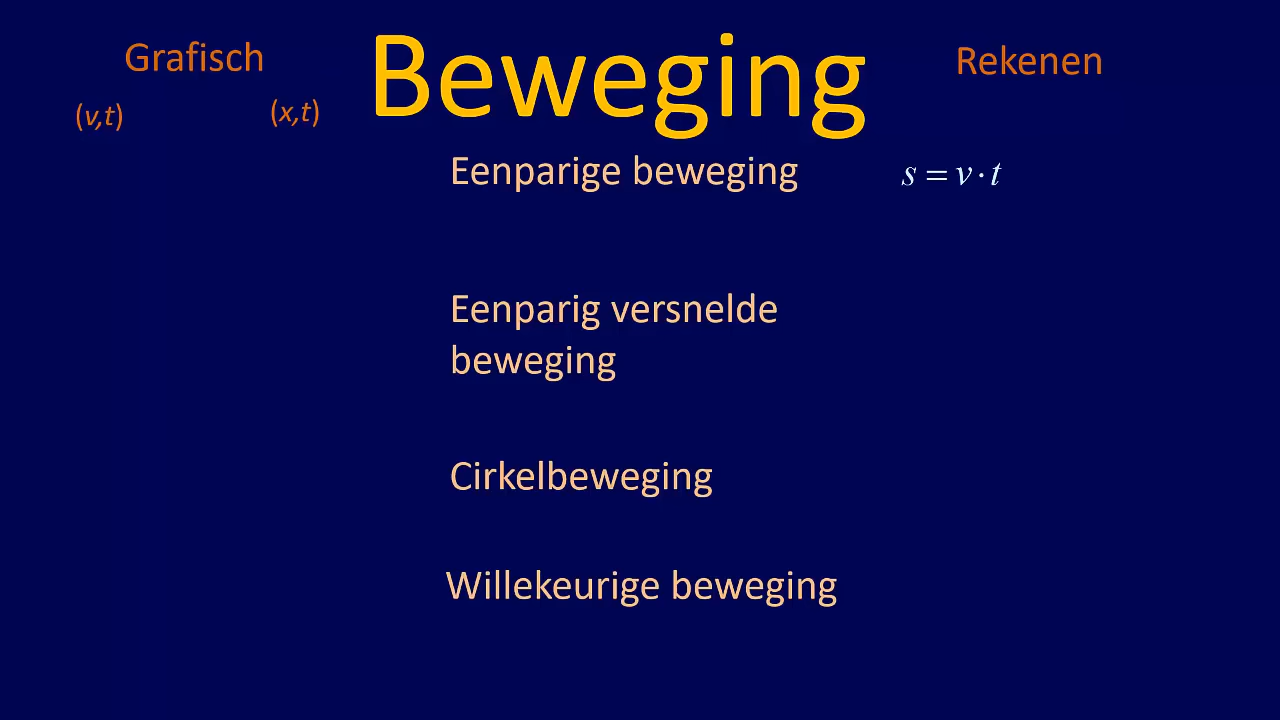 Grafisch
Beweging
Rekenen
(v,t)
(x,t)
Eenparige beweging
s = v · t
Eenparig versnelde
beweging
Cirkelbeweging
Willekeurige beweging